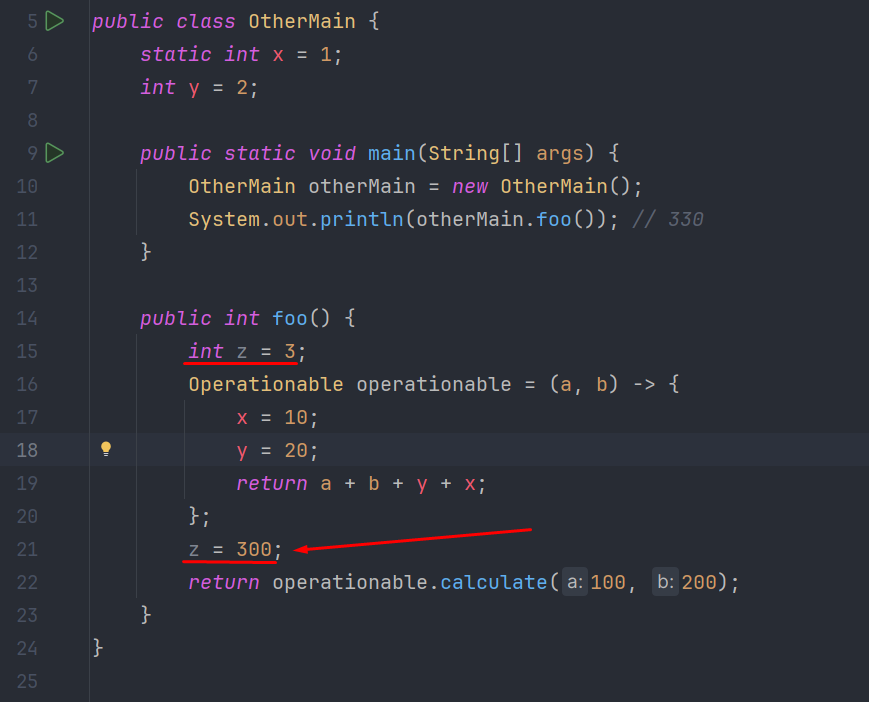 5 public class OtherMain {
6 static int x = 1;
7 int y = 2;
8
9 public static void main(String[] args) {
10 OtherMain otherMain = new OtherMain();
11 System.out.println(otherMain.foo()); // 330
12 }
13
14 public int foo() {
15 int z = 3;
16 Operationable operationable = (a, b) -> {
17 x = 10;
18 y = 20;
19 return a + b + y + x;
20 };
21 z = 300;
22 return operationable.calculate(a: 100, b: 200);
23 }
24 }
25